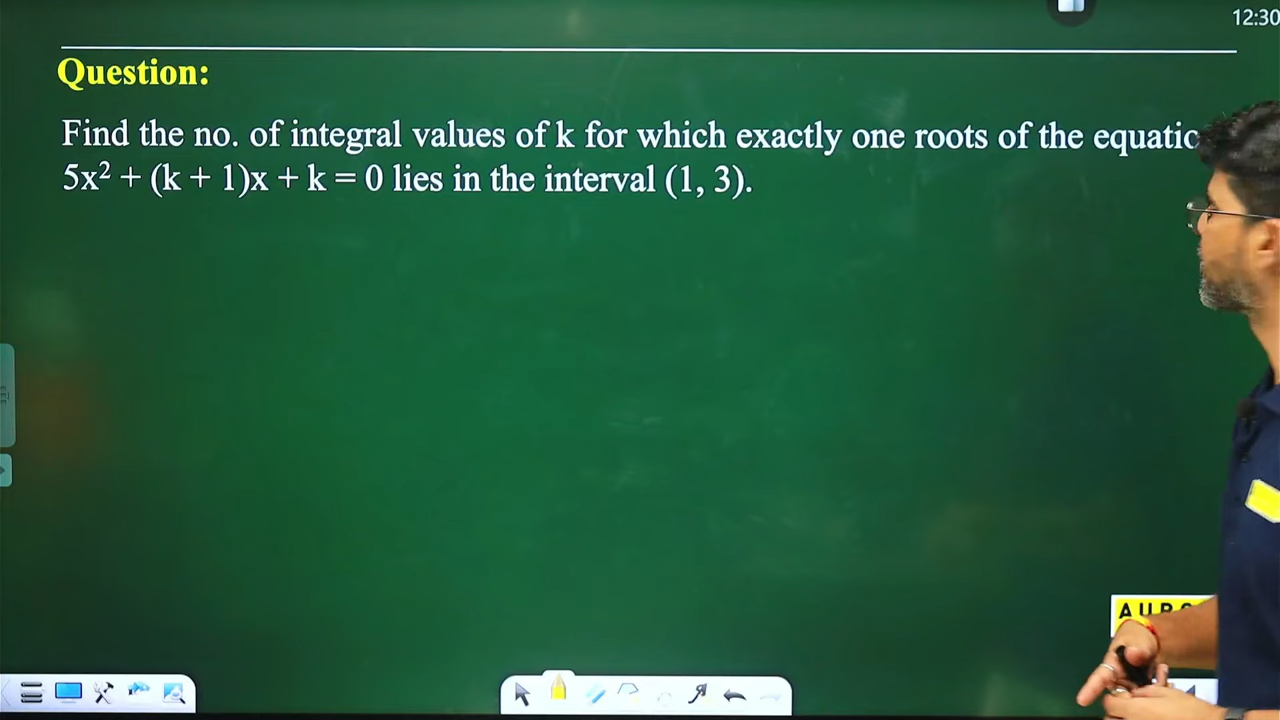 12:30
Question:
Find the no. of integral values of k for which exactly one roots of the
5x² + (k + 1)x + k = 0 lies in the interval (1, 3).